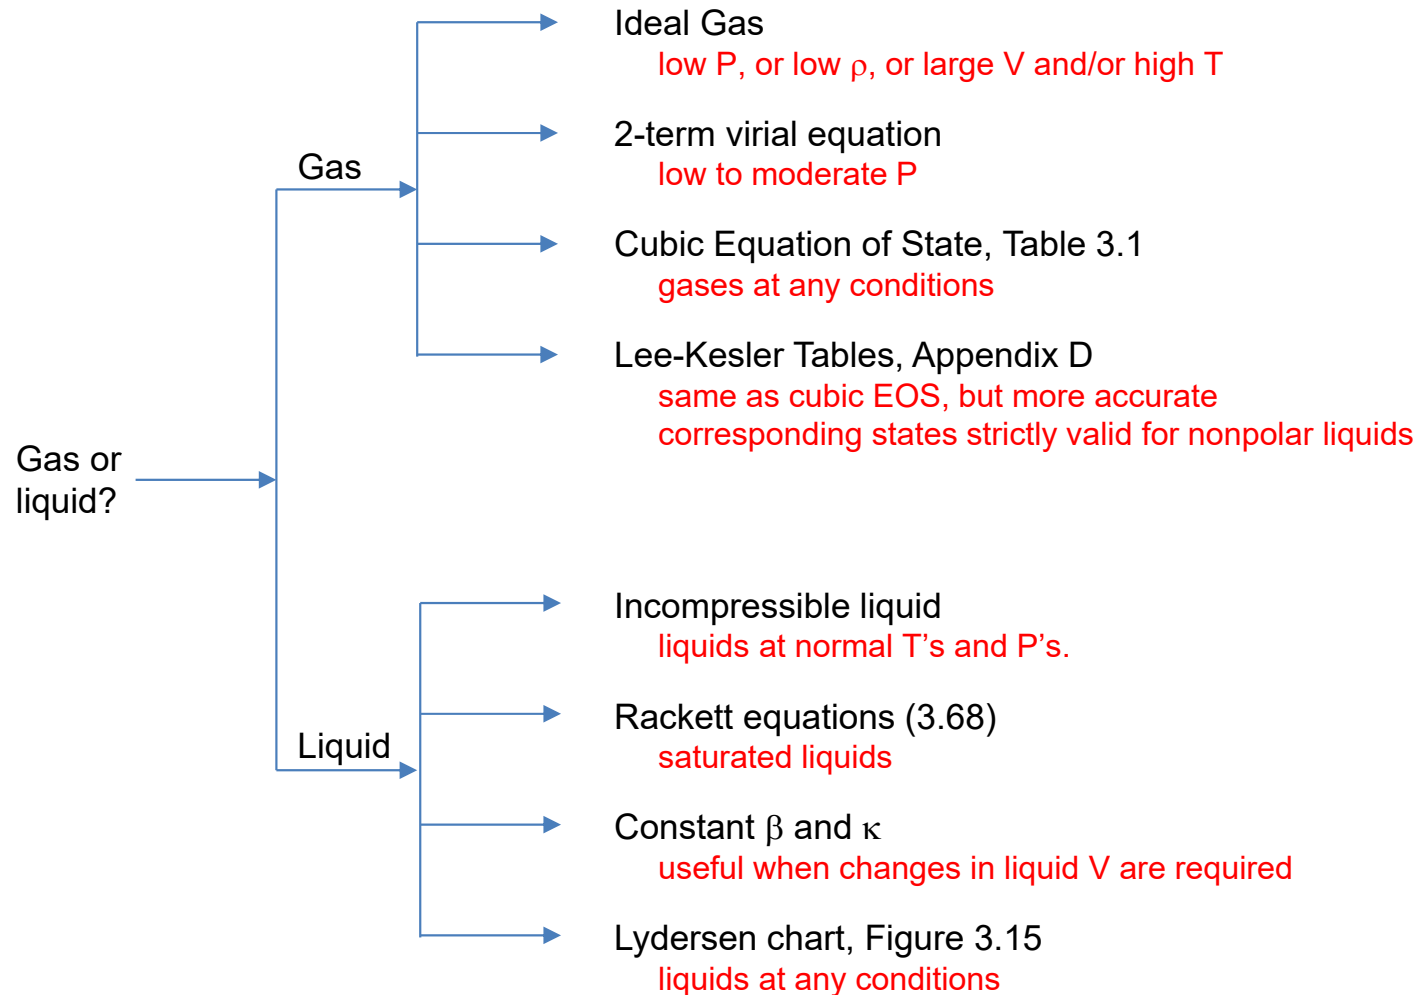 Ideal Gas
low P, or low ρ, or large V and/or high T
2-term virial equation
low to moderate P
Gas
Cubic Equation of State, Table 3.1
gases at any conditions
Lee-Kesler Tables, Appendix D
same as cubic EOS, but more accurate
corresponding states strictly valid for nonpolar liquids
Gas or
liquid?
Incompressible liquid
liquids at normal T’s and P’s.
Rackett equations (3.68)
saturated liquids
Liquid
Constant β and κ
useful when changes in liquid V are required
Lydersen chart, Figure 3.15
liquids at any conditions